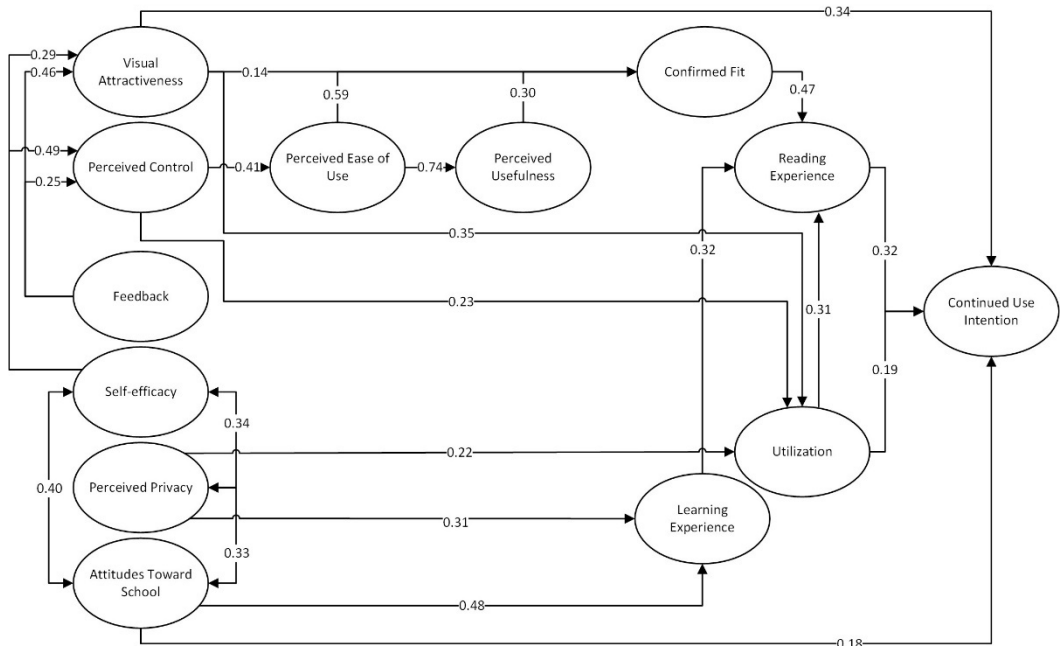 0.34
0.29
0.46
Visual
Attractiveness
0.14
Confirmed Fit
0.59
0.30
0.47
0.49
Perceived Control
0.25
0.41
Perceived Ease of
Use
0.74
Perceived
Usefulness
Reading
Experience
0.35
0.32
0.32
Feedback
0.23
0.31
Continued Use
Intention
0.19
Self-efficacy
0.34
0.40
Perceived Privacy
0.22
Utilization
0.31
Learning
Experience
0.33
Attitudes Toward
School
0.48
0.18